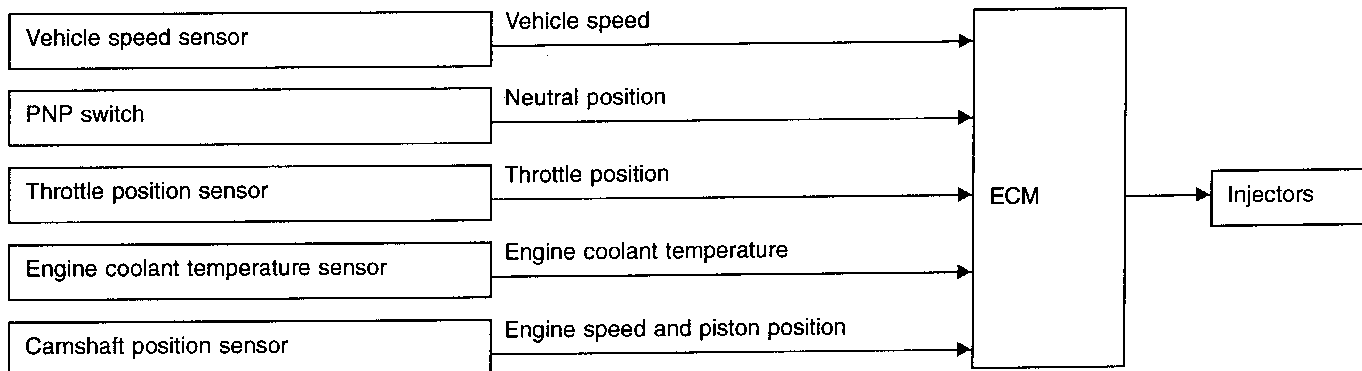 Vehicle speed sensor
Vehicle speed
PNP switch
Neutral position
Throttle position sensor
Throttle position
Engine coolant temperature sensor
Engine coolant temperature
Camshaft position sensor
Engine speed and piston position
ECM
Injectors